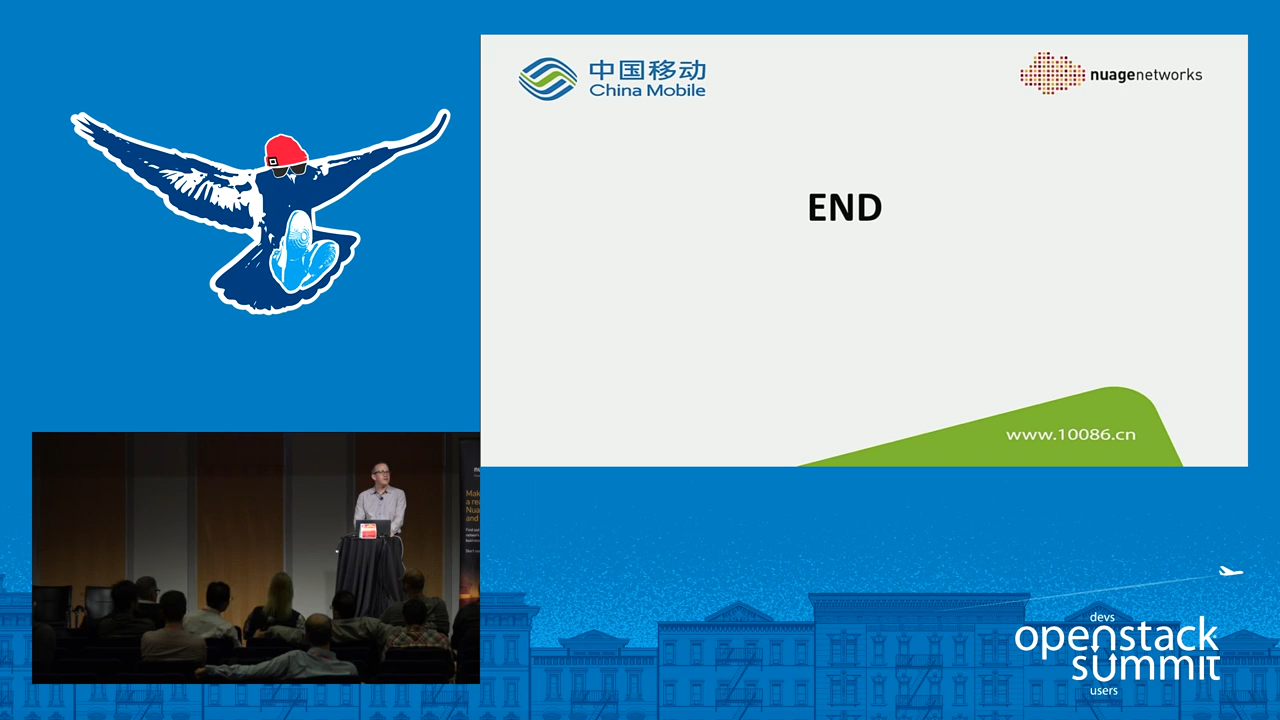 中国移动
China Mobile
nuagenetworks
END
www.10086.cn
devs
openstack
summit
users